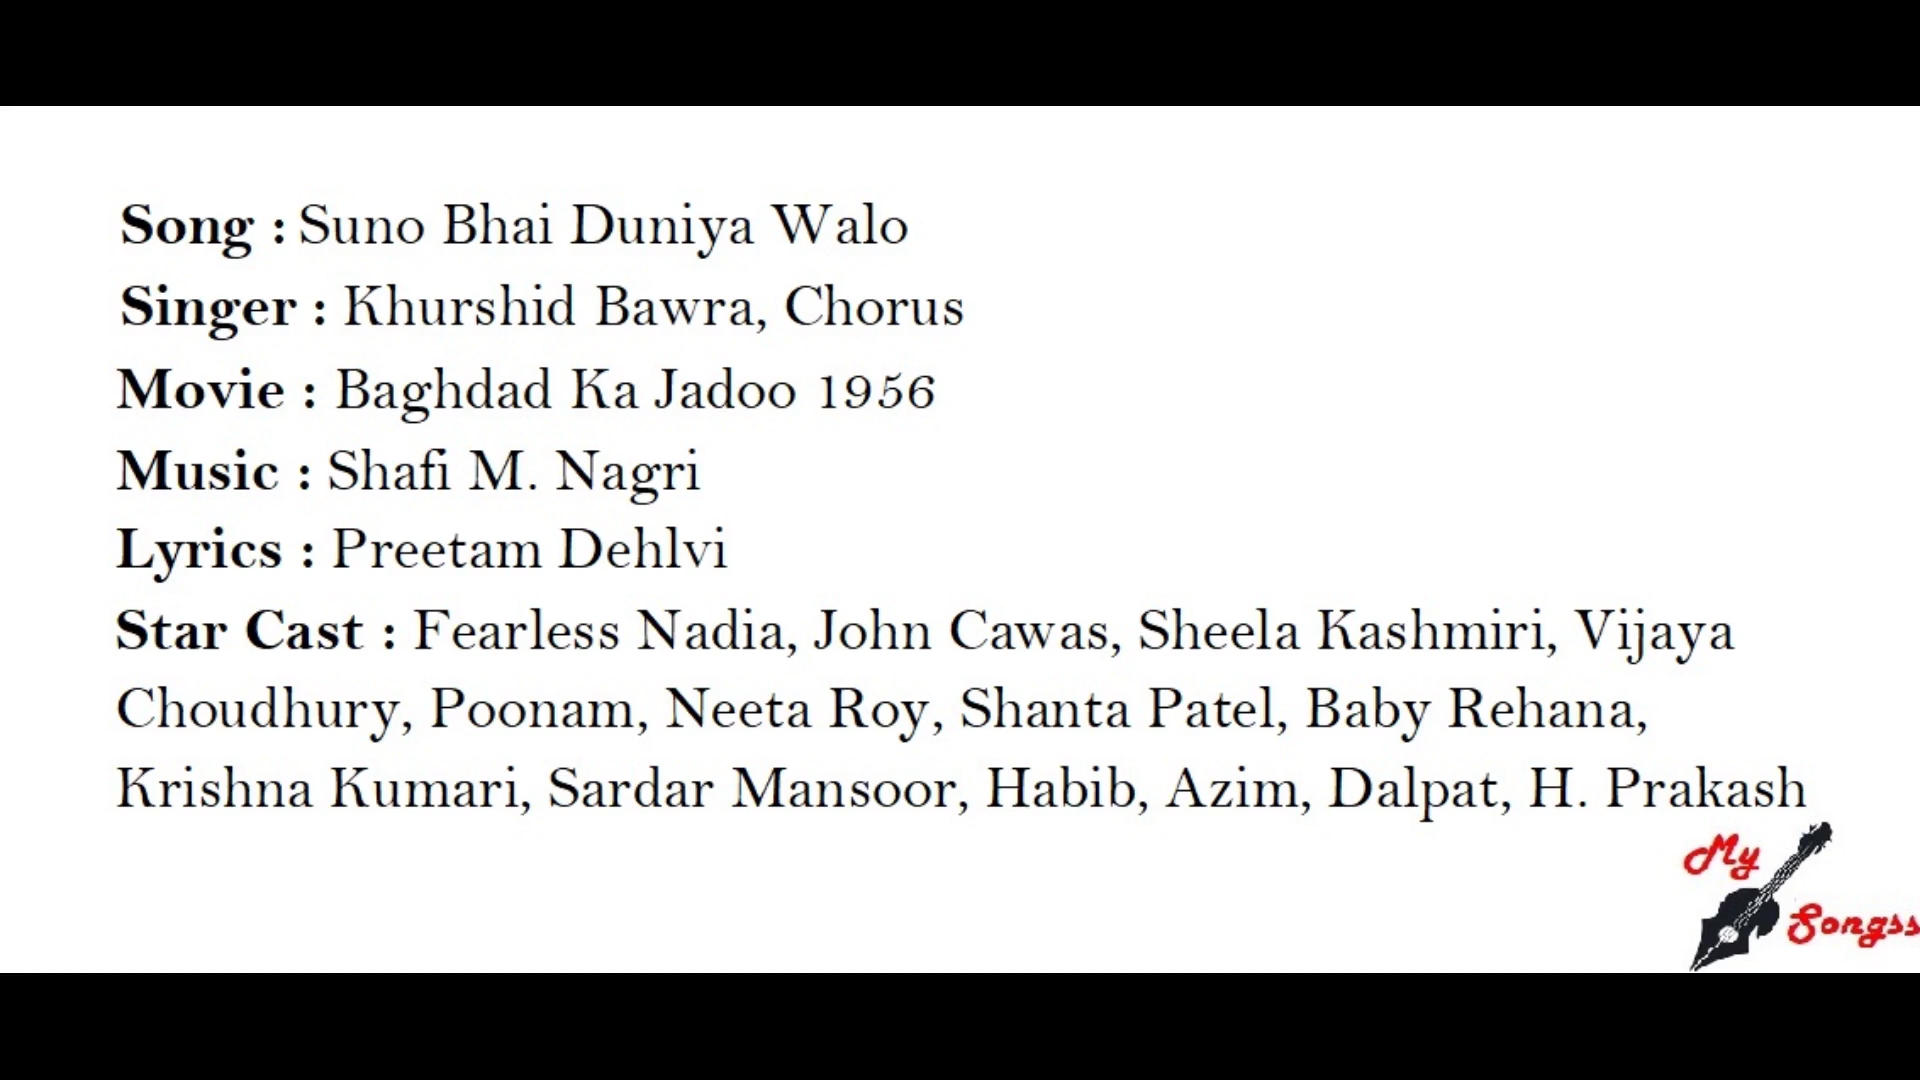 Song : Suno Bhai Duniya Walo
Singer : Khurshid Bawra, Chorus
Movie : Baghdad Ka Jadoo 1956
Music : Shafi M. Nagri
Lyrics : Preetam Dehlvi
Star Cast : Fearless Nadia, John Cawas, Sheela Kashmiri, Vijaya
Choudhury, Poonam, Neeta Roy, Shanta Patel, Baby Rehana,
Krishna Kumari, Sardar Mansoor, Habib, Azim, Dalpat, H. Prakash
My
Songss